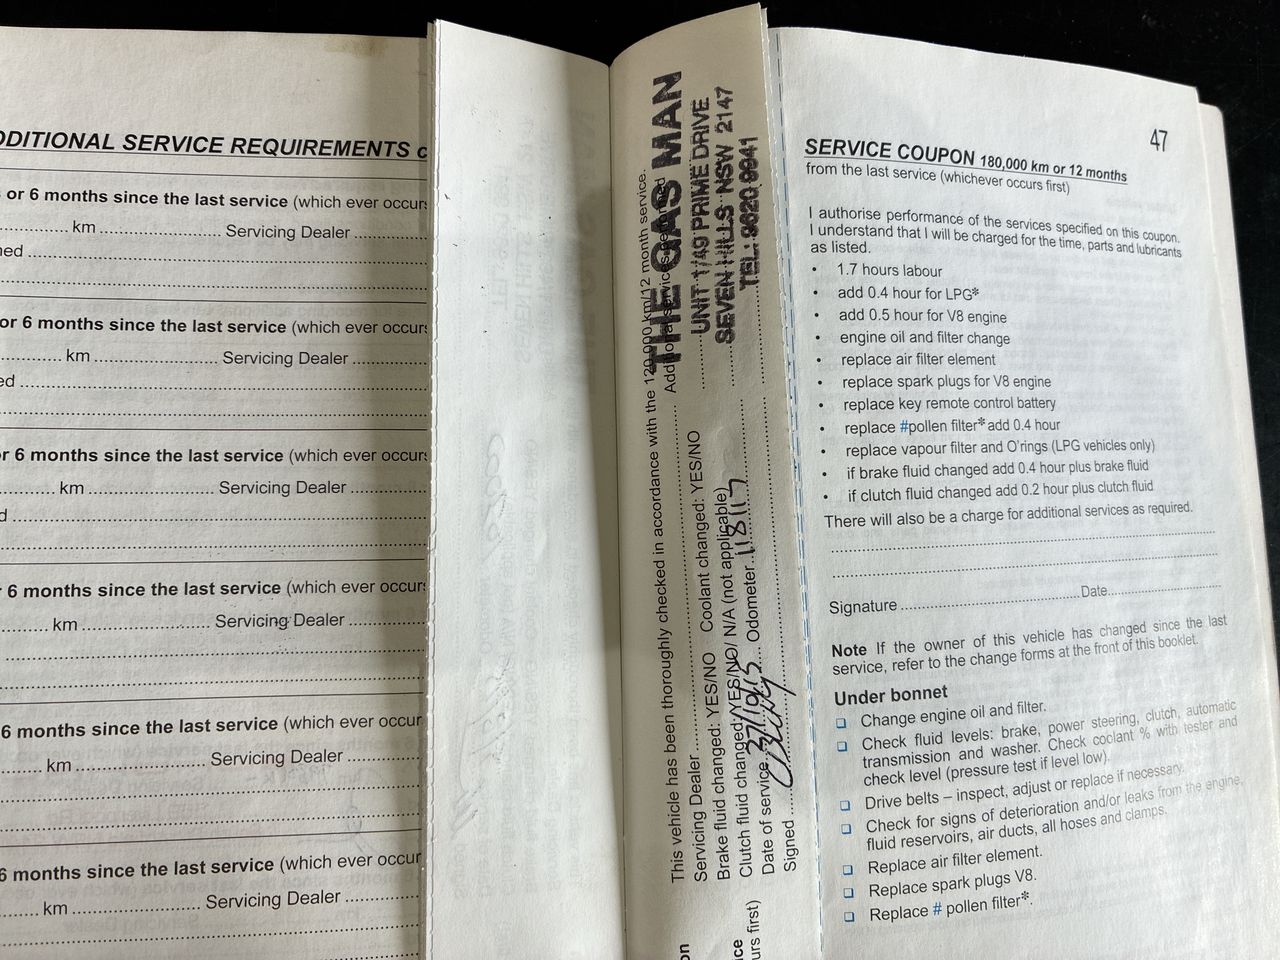 DDITIONAL SERVICE REQUIREMENTS c
or 6 months since the last service (which ever occurs
km Servicing Dealer
ned
or 6 months since the last service (which ever occurs
km Servicing Dealer
ed
r 6 months since the last service (which ever occurs
km Servicing Dealer
d
6 months since the last service (which ever occurs
km Servicing Dealer
6 months since the last service (which ever occur
km Servicing Dealer
6 months since the last service (which ever occur
km Servicing Dealer
This vehicle has been thoroughly checked in accordance with the 120,000 km/12 month service.
Servicing Dealer Additional services performed
Brake fluid changed: YES/NO Coolant changed: YES/NO
Clutch fluid changed: YES/NO/ N/A (not applicable)
Date of service Odometer 118117
Signed
THE GAS MAN
UNIT 1/49 PRIME DRIVE
SEVEN HILLS NSW 2147
TEL: 9620 9941
on
ice
urs first)
47
SERVICE COUPON 180,000 km or 12 months
from the last service (whichever occurs first)
I authorise performance of the services specified on this coupon.
I understand that I will be charged for the time, parts and lubricants
as listed.
• 1.7 hours labour
• add 0.4 hour for LPG*
• add 0.5 hour for V8 engine
• engine oil and filter change
• replace air filter element
• replace spark plugs for V8 engine
• replace key remote control battery
• replace #pollen filter* add 0.4 hour
• replace vapour filter and O'rings (LPG vehicles only)
• if brake fluid changed add 0.4 hour plus brake fluid
• if clutch fluid changed add 0.2 hour plus clutch fluid
There will also be a charge for additional services as required.
Signature Date
Note If the owner of this vehicle has changed since the last
service, refer to the change forms at the front of this booklet.
Under bonnet
❑ Change engine oil and filter.
❑ Check fluid levels: brake, power steering, clutch, automatic
transmission and washer. Check coolant % with tester and
check level (pressure test if level low).
❑ Drive belts – inspect, adjust or replace if necessary.
❑ Check for signs of deterioration and/or leaks from the engine,
fluid reservoirs, air ducts, all hoses and clamps.
❑ Replace air filter element.
❑ Replace spark plugs V8.
❑ Replace # pollen filter*.